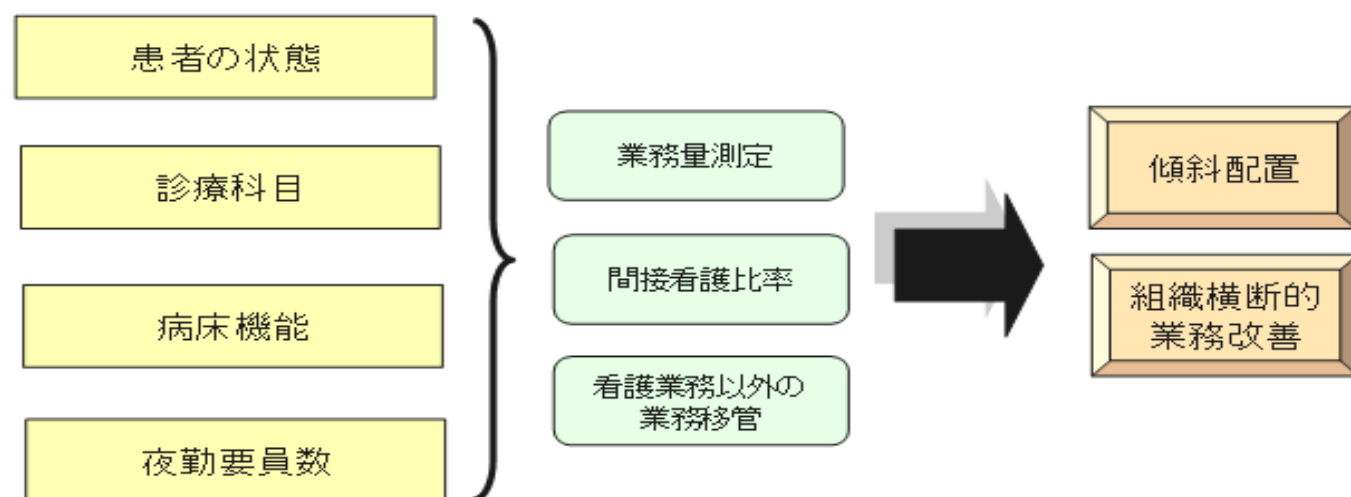 患者の状態
診療科目
病床機能
夜勤要員数
業務量測定
間接看護比率
看護業務以外の
業務移管
傾斜配置
組織横断的
業務改善